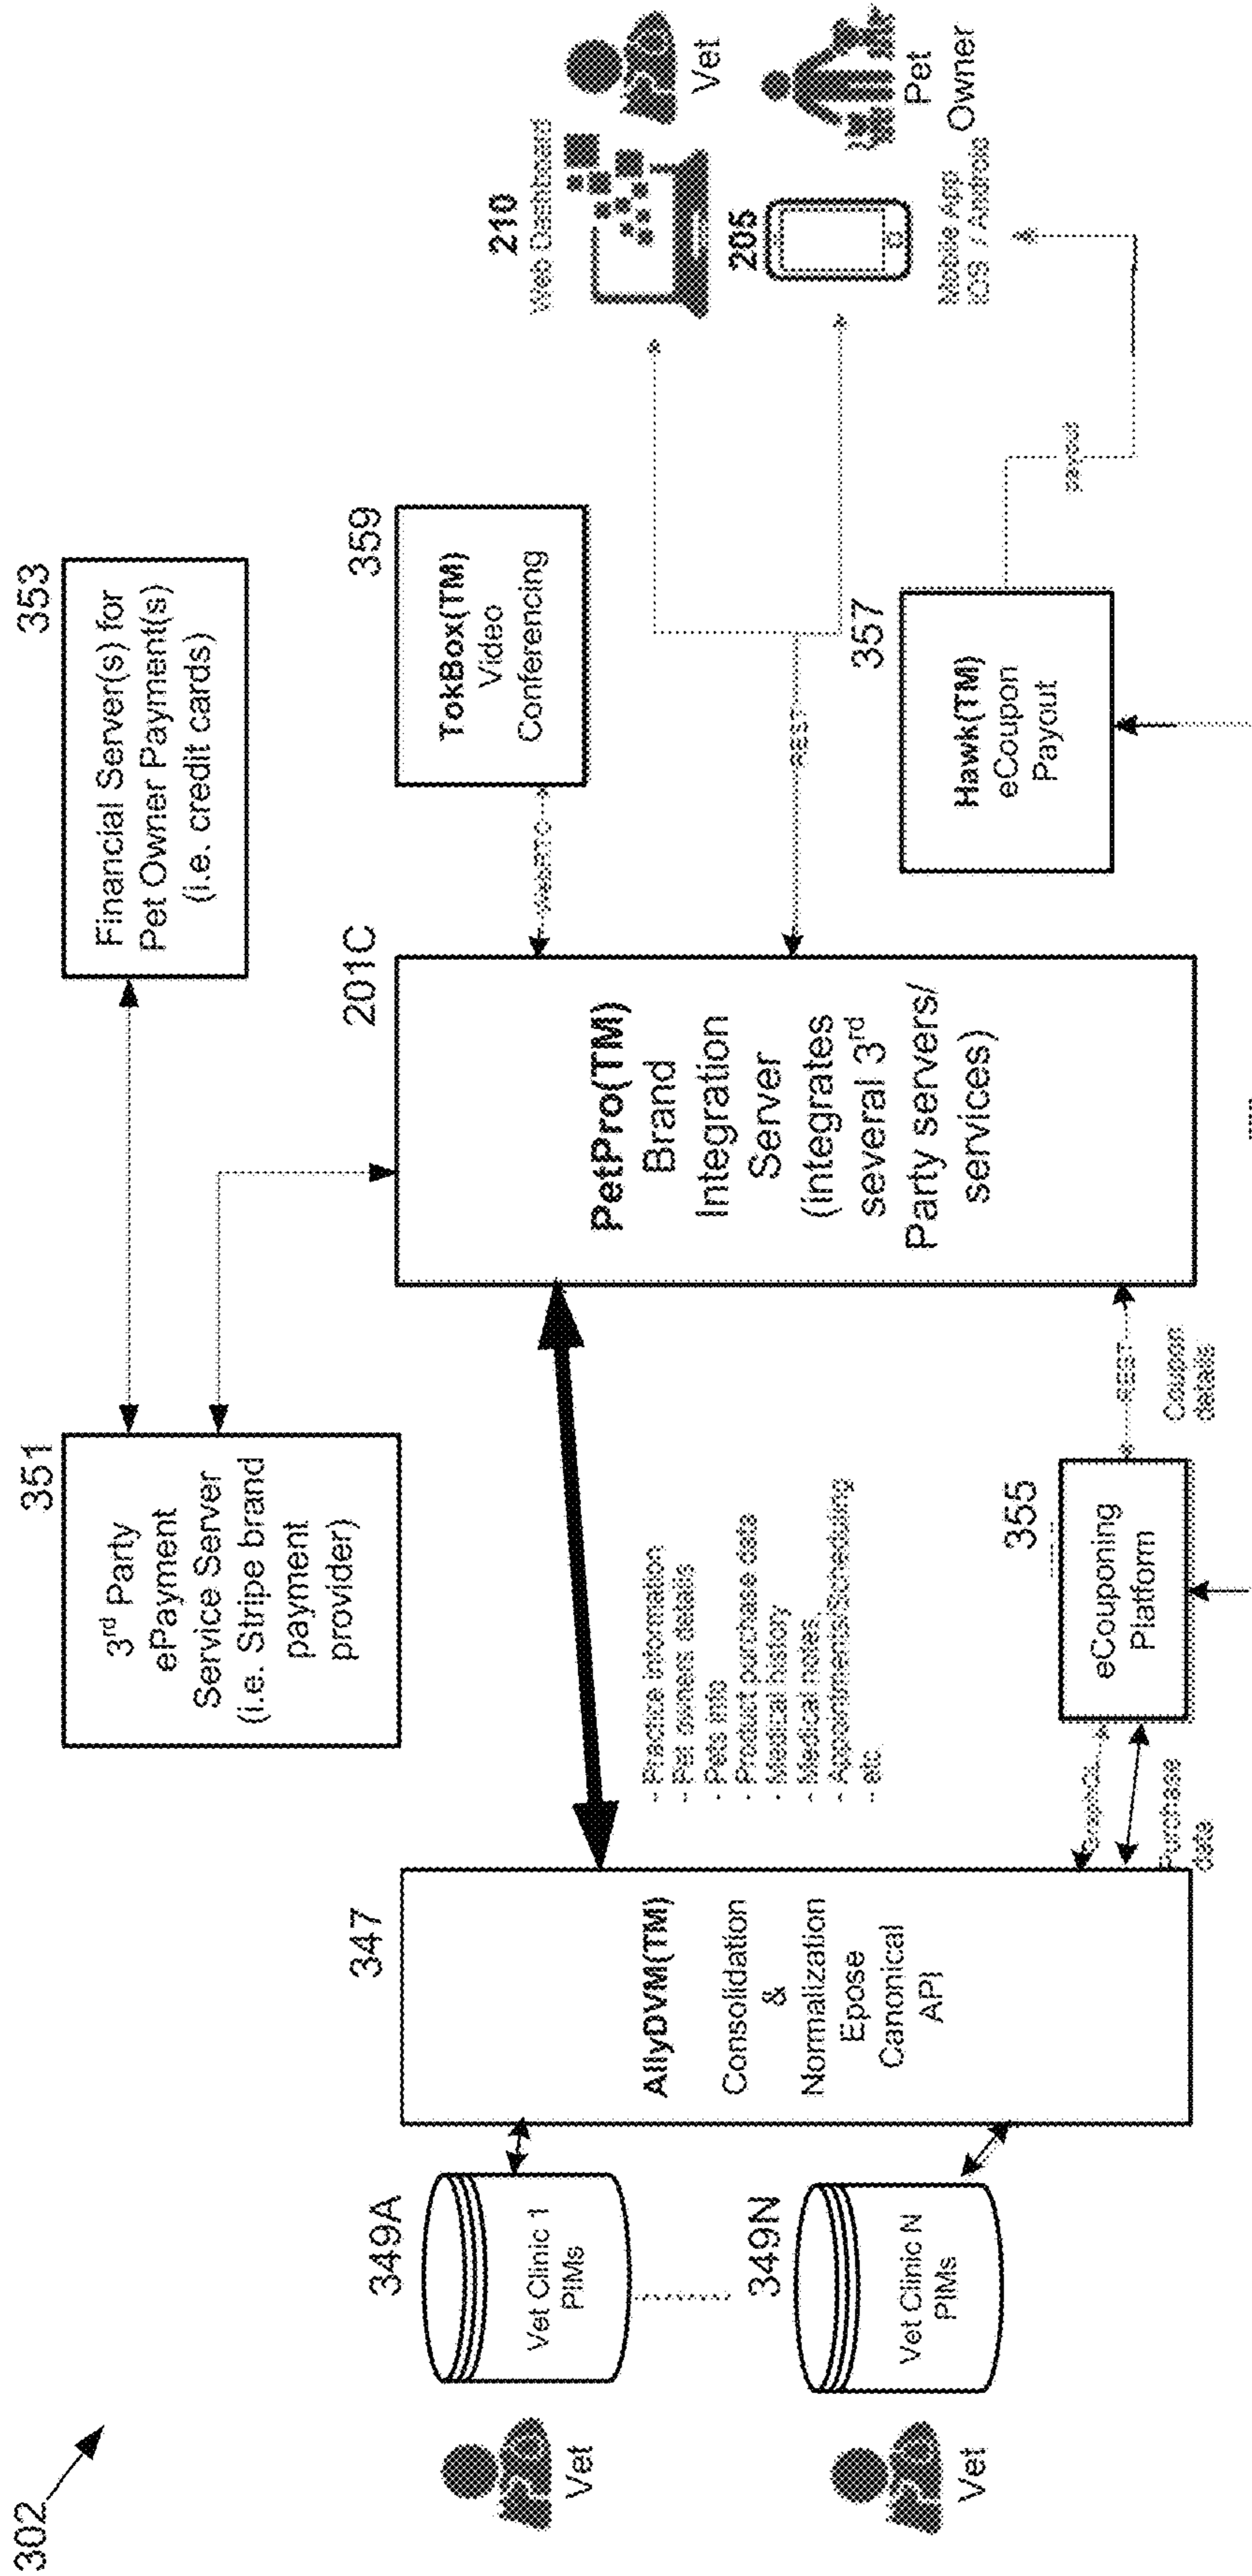 302
351
3rd Party
ePayment
Service Server
(i.e. Stripe brand
payment
provider)
353
Financial Server(s) for
Pet Owner Payment(s)
(i.e. credit cards)
349A
Vet Clinic 1
PIMs
Vet
349N
Vet Clinic N
PIMs
Vet
347
AllyDVM(TM)
Consolidation
&
Normalization
Epose
Canonical
API
- Practice information
- Pet owners details
- Pets info
- Product purchase data
- Medical history
- Medical notes,
- Appointments/Scheduling
- etc.
GraphQL
Purchase
data
355
eCouponing
Platform
REST
Coupon
details
201C
PetPro(TM)
Brand
Integration
Server
(integrates
several 3rd
Party servers/
services)
359
TokBox(TM)
Video
Conferencing
REST
357
Hawk(TM)
eCoupon
Payout
payout
210
Web Dashboard
Vet
205
Mobile App
iOS / Android
Pet
Owner